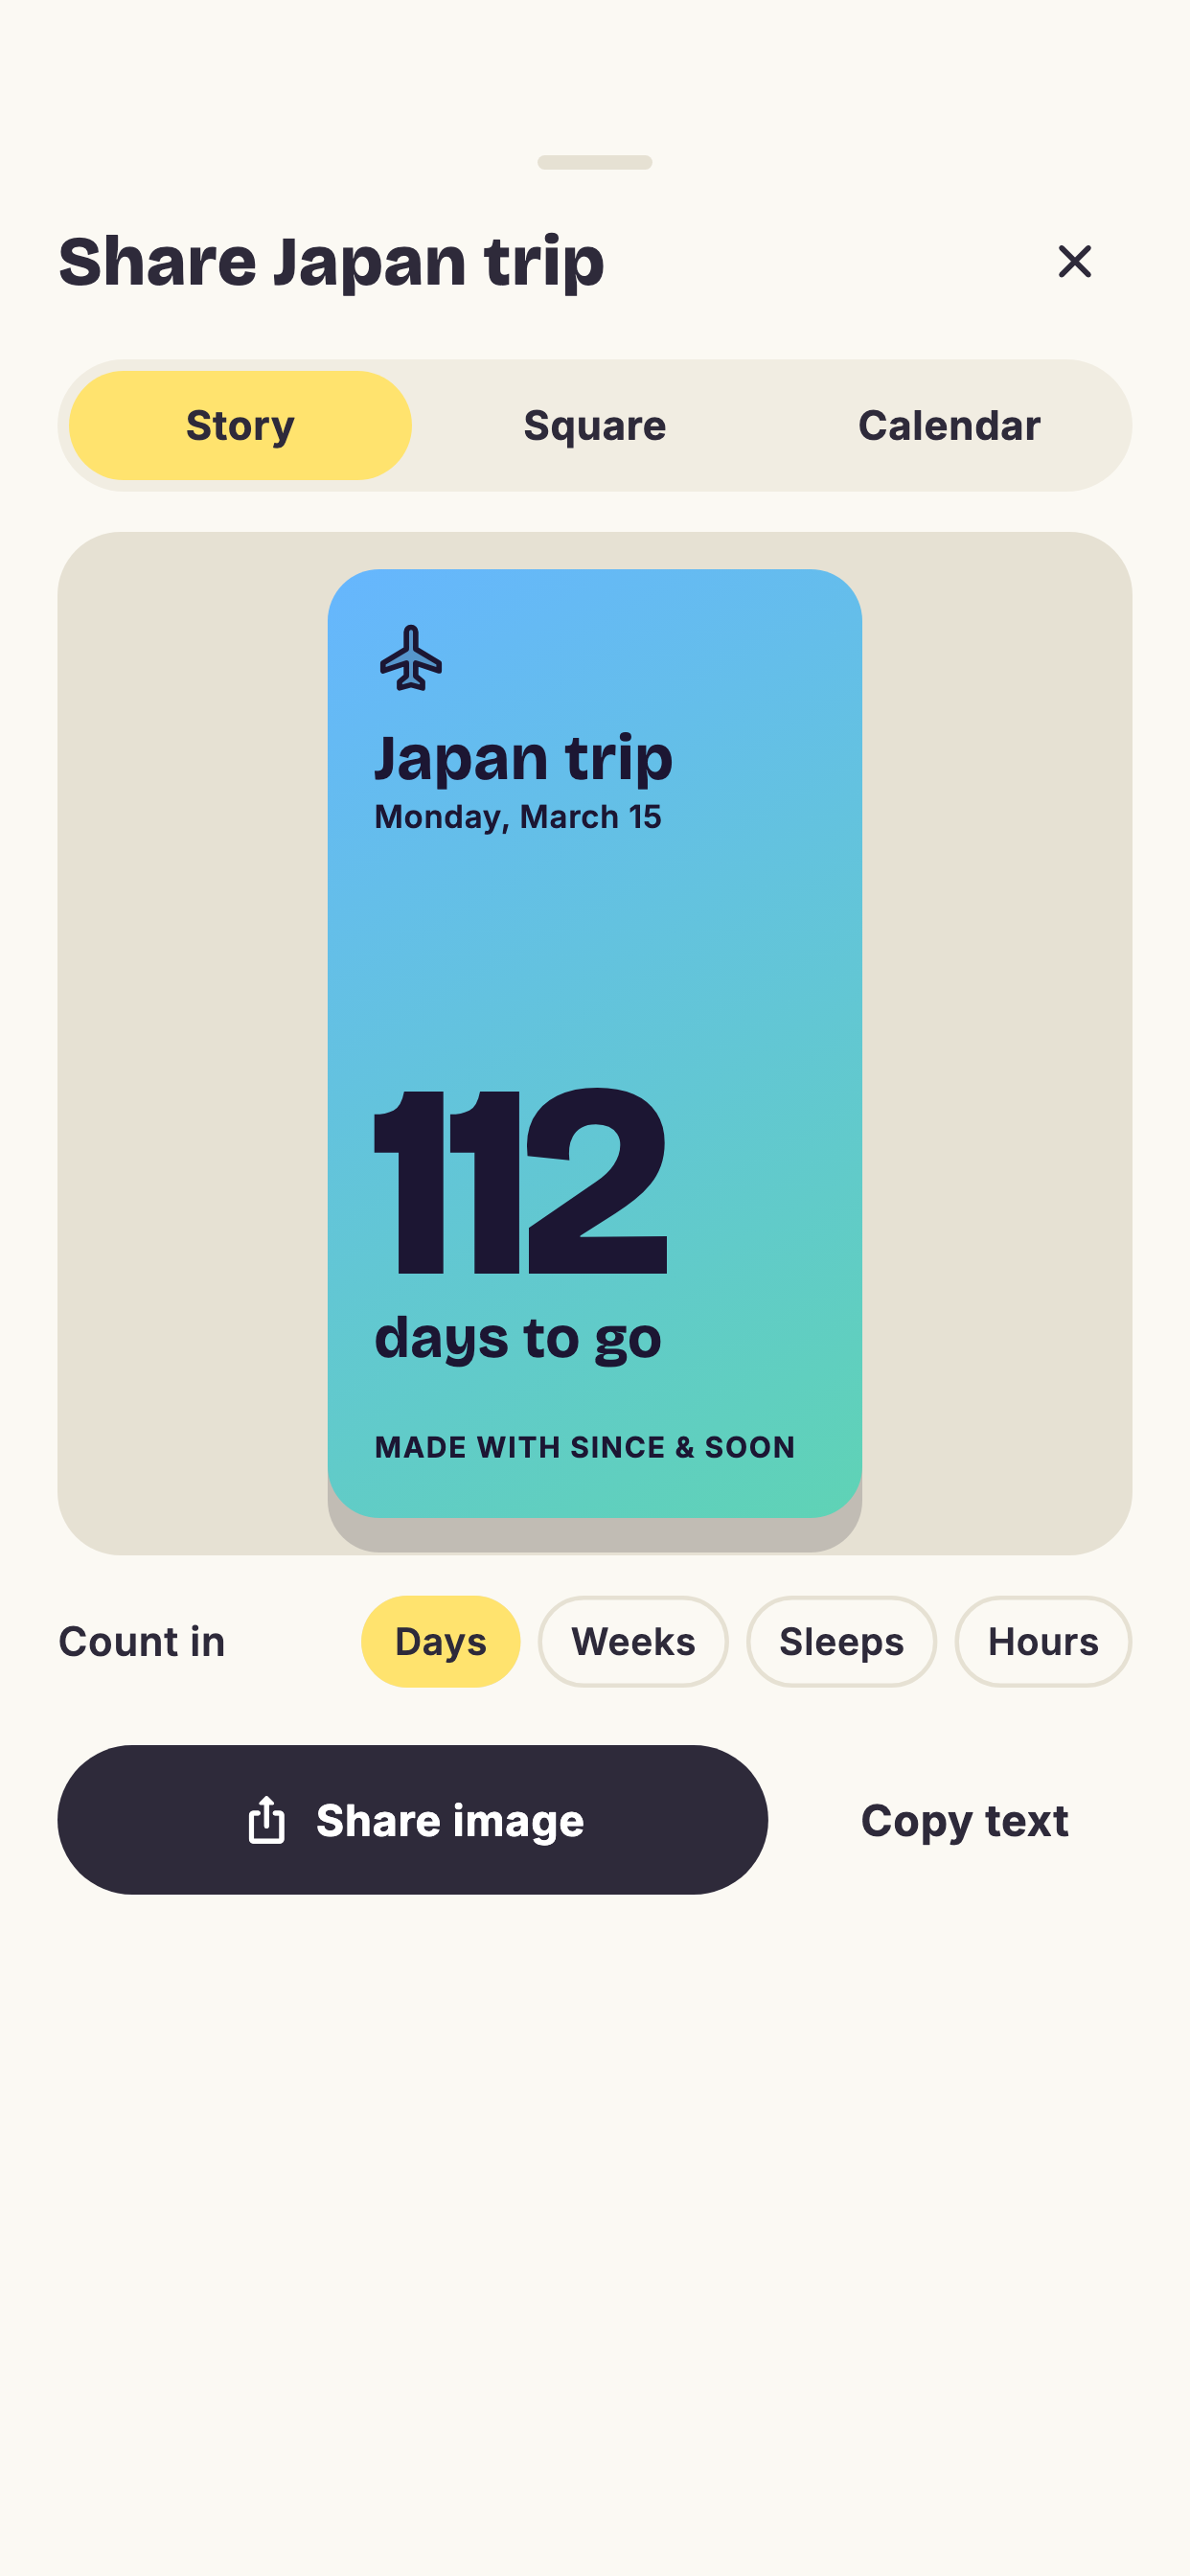 Share Japan trip
Story Square Calendar
Japan trip
Monday, March 15
112
days to go
MADE WITH SINCE & SOON
Count in Days Weeks Sleeps Hours
Share image Copy text